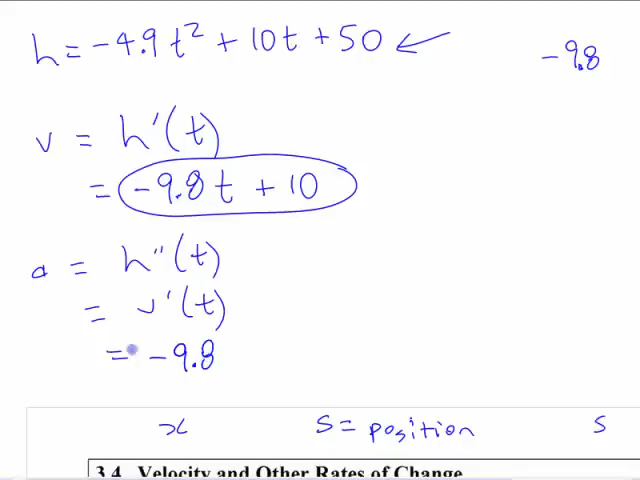 h = -4.9t² + 10t + 50
-9.8
v = h'(t)
= -9.8t + 10
a = h''(t)
= v'(t)
= -9.8
x s = position s
3.4 Velocity and Other Rates of Change